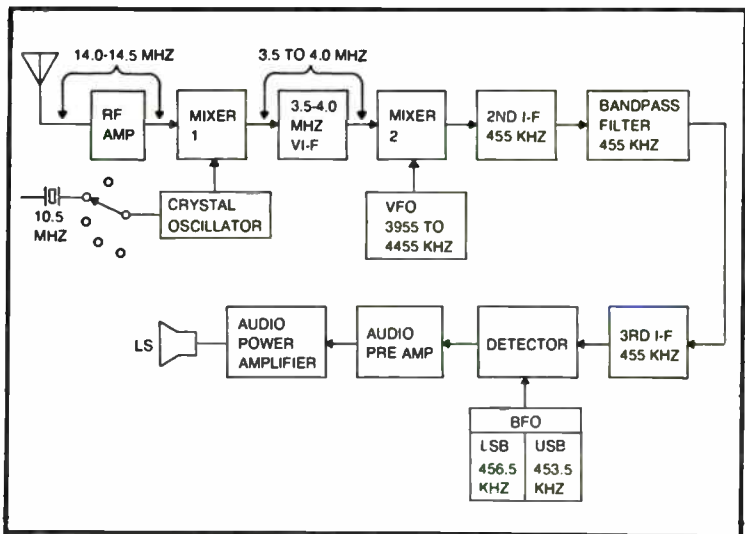 14.0-14.5 MHZ
3.5 TO 4.0 MHZ
RF
AMP
MIXER
1
3.5-4.0
MHZ
VI-F
MIXER
2
2ND I-F
455 KHZ
BANDPASS
FILTER
455 KHZ
10.5
MHZ
CRYSTAL
OSCILLATOR
VFO
3955 TO
4455 KHZ
LS
AUDIO
POWER
AMPLIFIER
AUDIO
PRE AMP
DETECTOR
3RD I-F
455 KHZ
BFO
LSB
456.5
KHZ
USB
453.5
KHZ